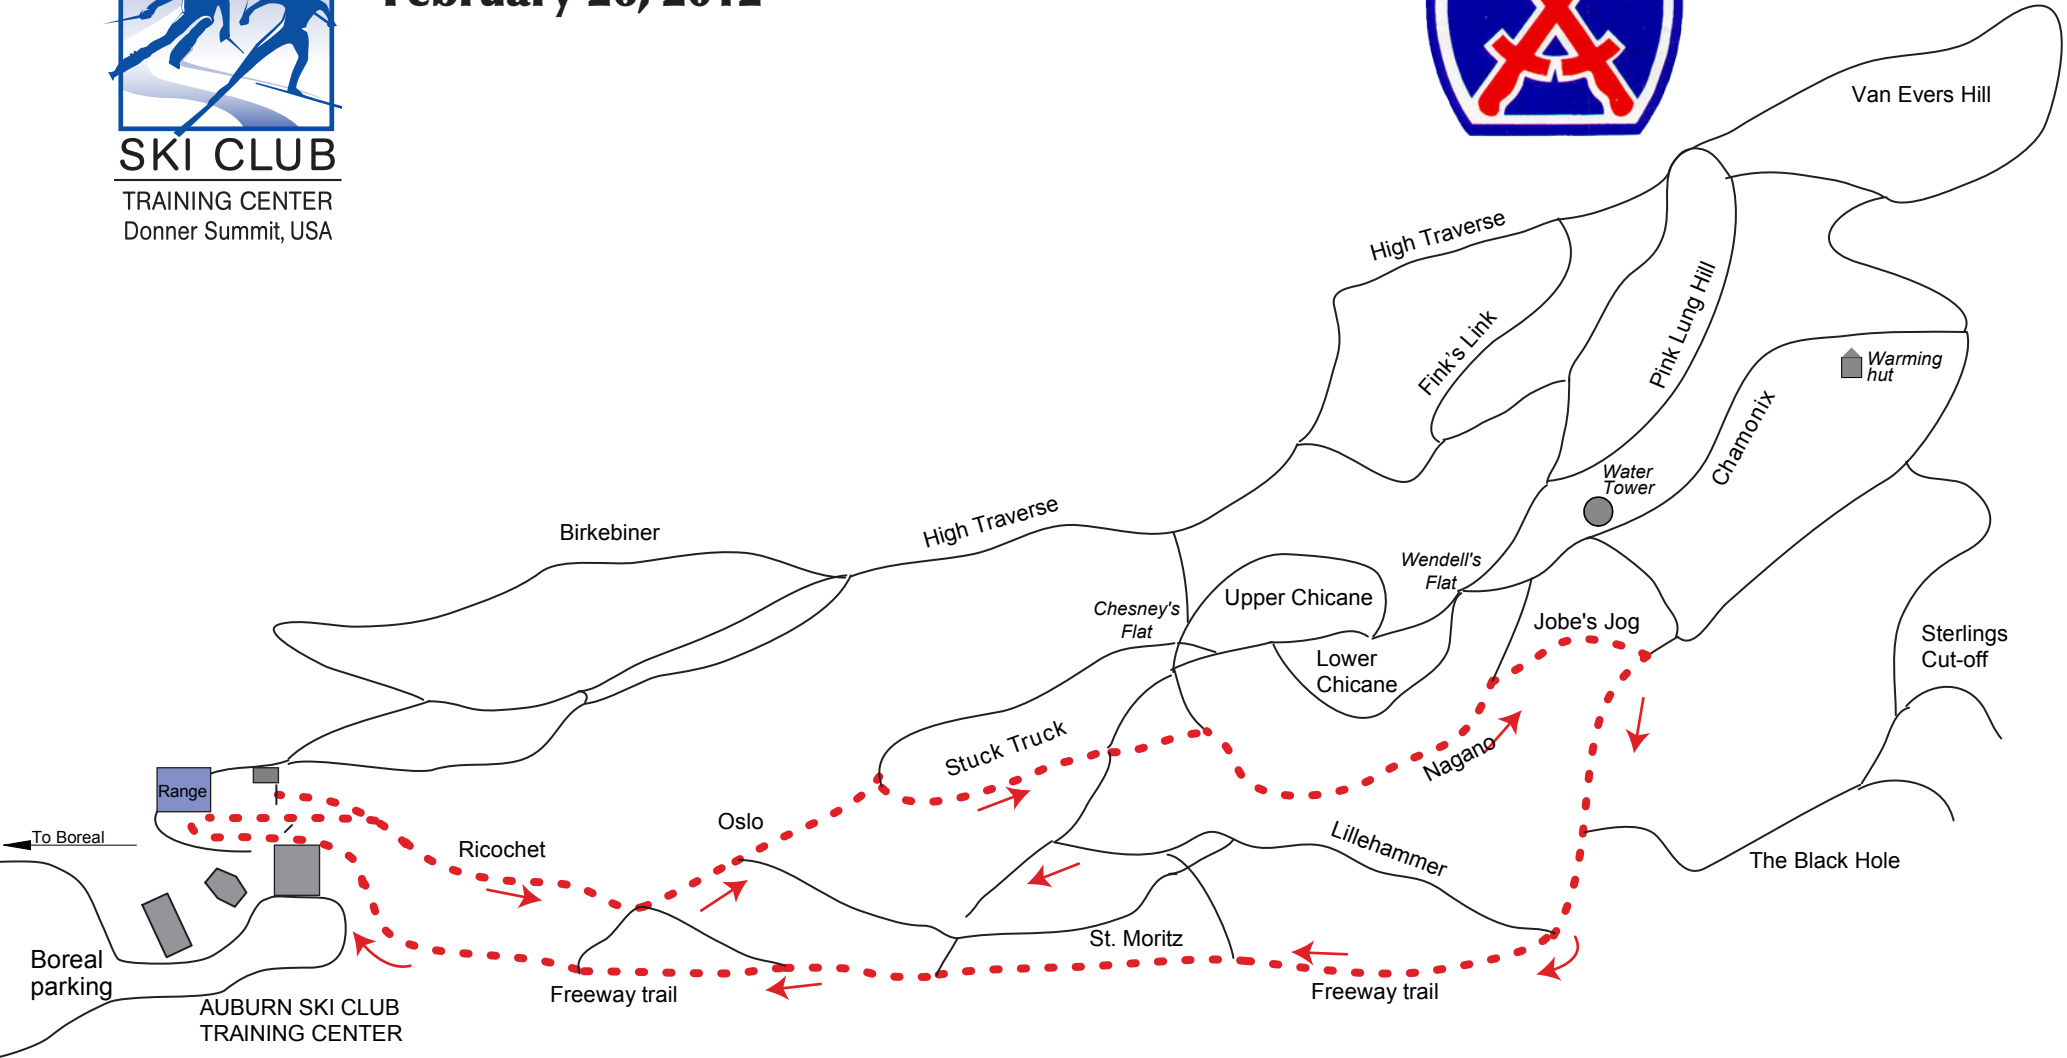 February 26, 2012
SKI CLUB
TRAINING CENTER
Donner Summit, USA
Van Evers Hill
High Traverse
Fink's Link
Pink Lung Hill
Warming
hut
Chamonix
Water
Tower
Birkebiner
High Traverse
Wendell's
Flat
Upper Chicane
Chesney's
Flat
Jobe's Jog
Lower
Chicane
Sterlings
Cut-off
Stuck Truck
Nagano
Range
To Boreal
Oslo
Ricochet
Lillehammer
The Black Hole
St. Moritz
Boreal
parking
Freeway trail
Freeway trail
AUBURN SKI CLUB
TRAINING CENTER